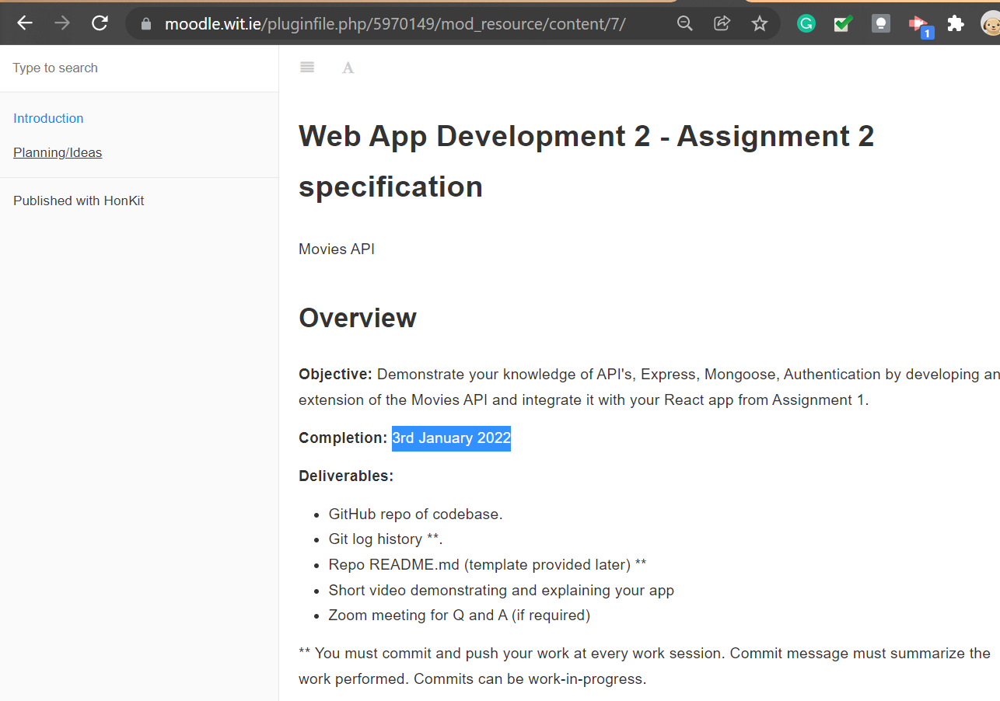 moodle.wit.ie/pluginfile.php/5970149/mod_resource/content/7/
1
Type to search
A
Introduction
Planning/Ideas
Published with HonKit
Web App Development 2 - Assignment 2
specification
Movies API
Overview
Objective: Demonstrate your knowledge of API's, Express, Mongoose, Authentication by developing an
extension of the Movies API and integrate it with your React app from Assignment 1.
Completion: 3rd January 2022
Deliverables:
• GitHub repo of codebase.
• Git log history **.
• Repo README.md (template provided later) **
• Short video demonstrating and explaining your app
• Zoom meeting for Q and A (if required)
** You must commit and push your work at every work session. Commit message must summarize the
work performed. Commits can be work-in-progress.